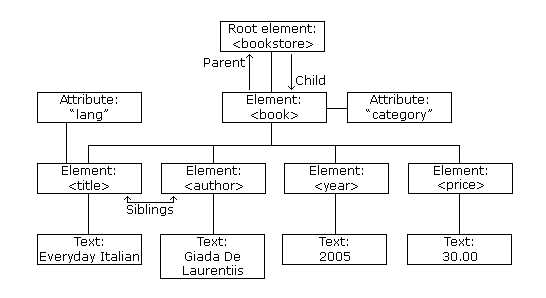 Root element:
<bookstore>
Parent
Child
Attribute:
“lang”
Element:
<book>
Attribute:
“category”
Element:
<title>
Element:
<author>
Element:
<year>
Element:
<price>
Siblings
Text:
Everyday Italian
Text:
Giada De
Laurentiis
Text:
2005
Text:
30.00